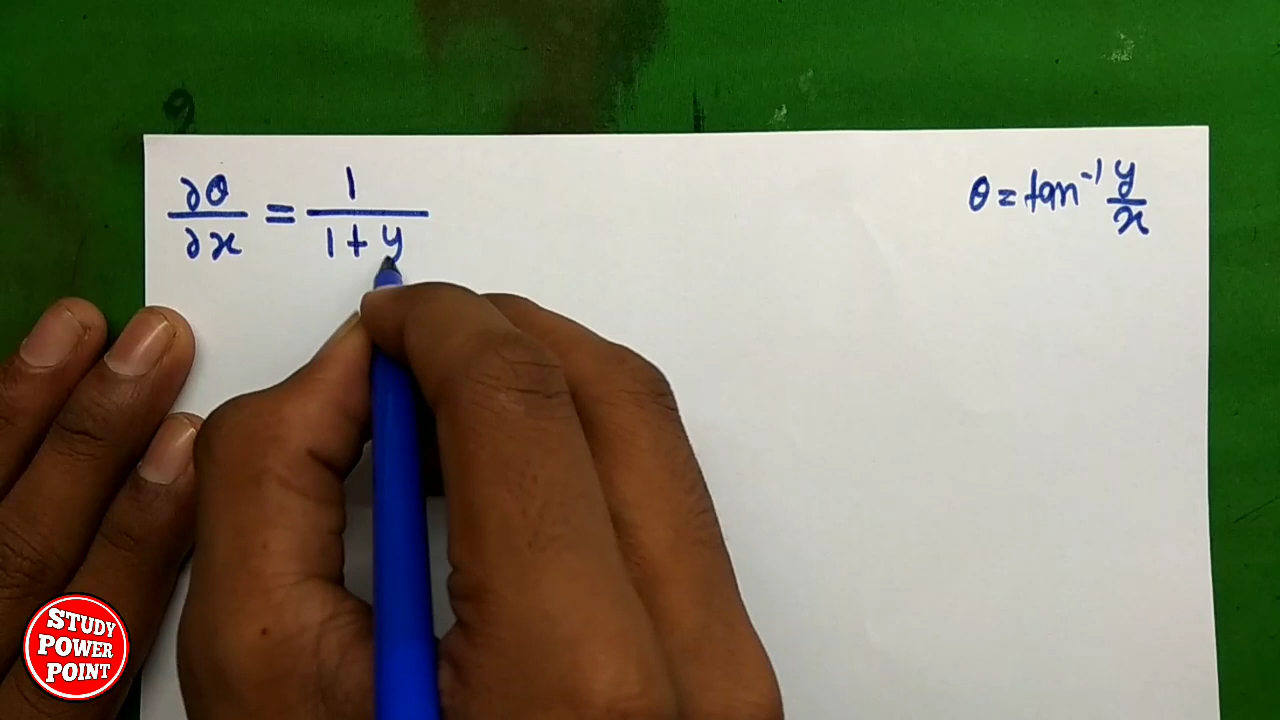 ∂θ/∂x = 1/(1+y
θ = tan⁻¹ y/x
STUDY
POWER
POINT